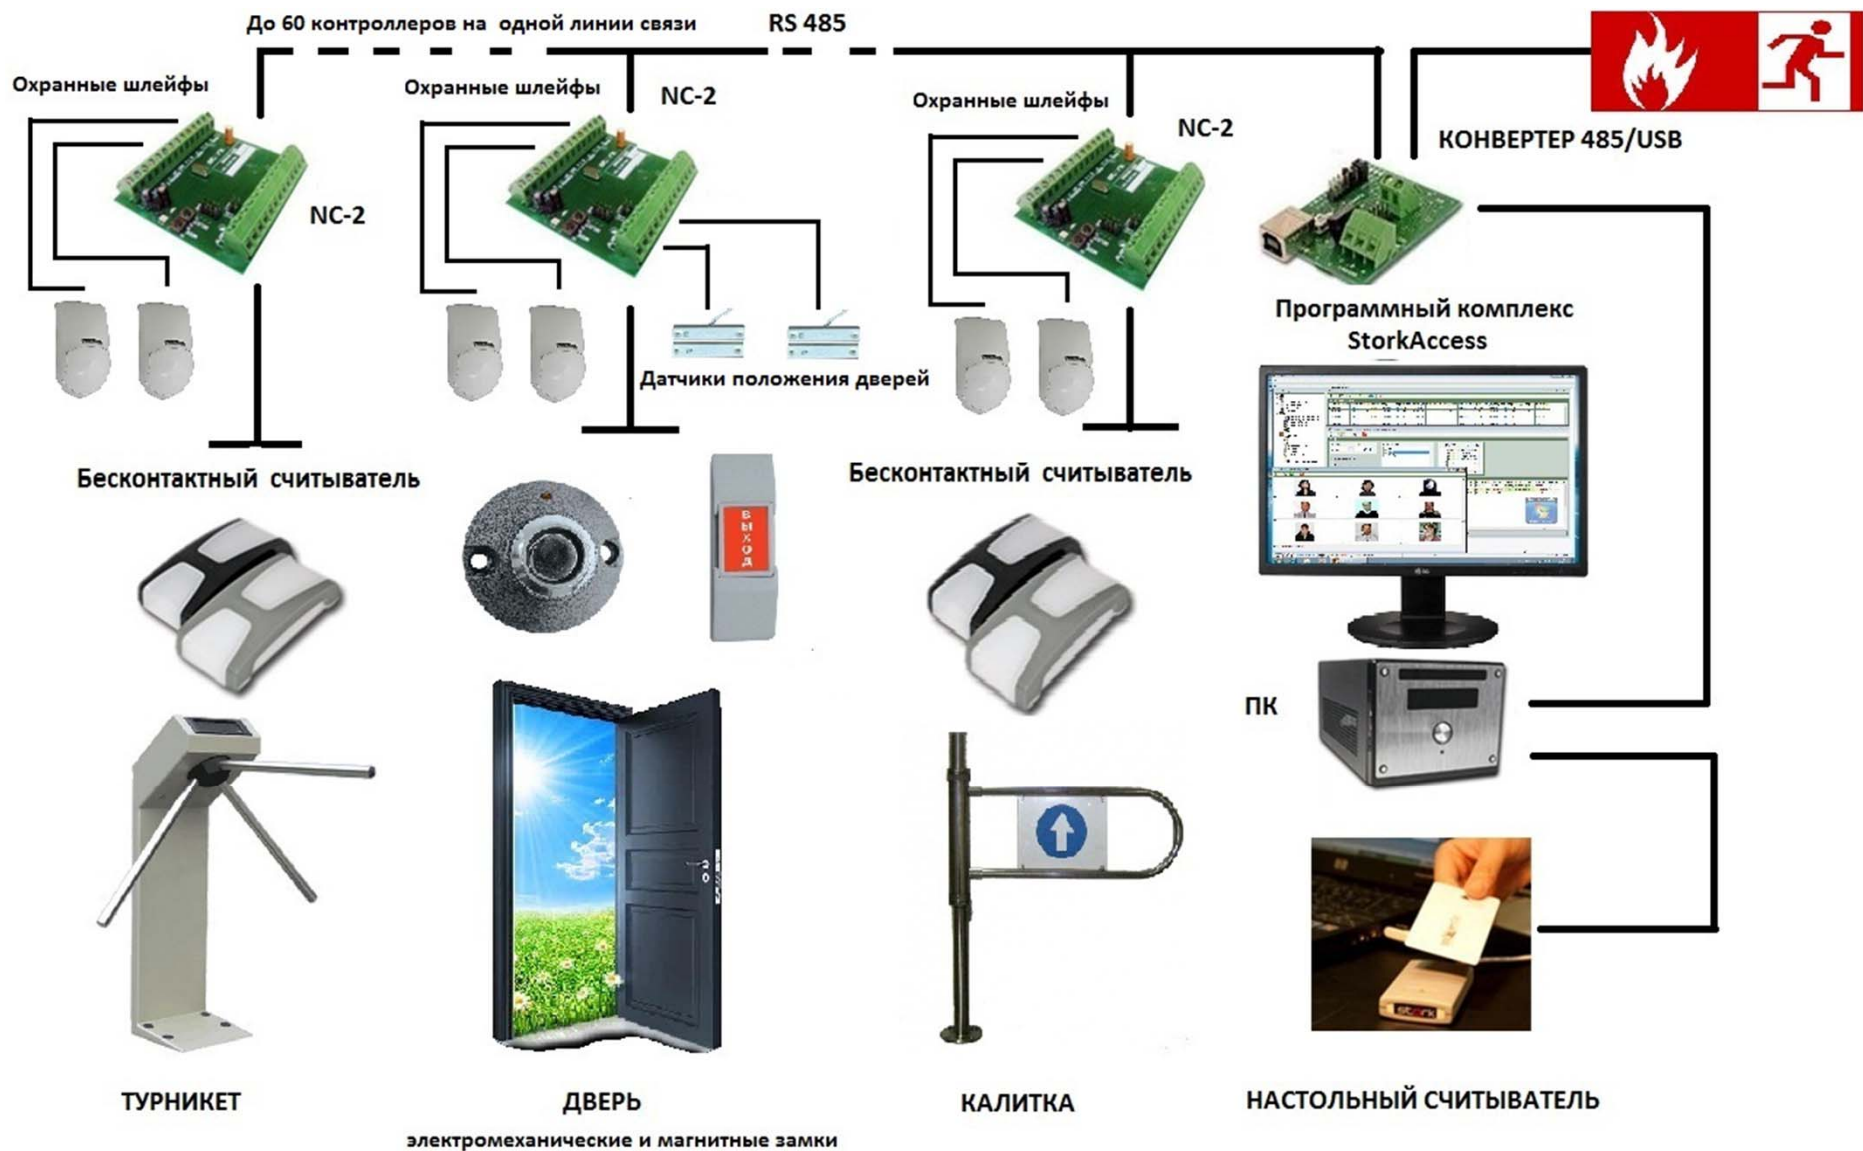 До 60 контроллеров на одной линии связи
RS 485
Охранные шлейфы
Охранные шлейфы
NC-2
Охранные шлейфы
NC-2
КОНВЕРТЕР 485/USB
NC-2
Программный комплекс
StorkAccess
Датчики положения дверей
Бесконтактный считыватель
Бесконтактный считыватель
ВЫХОД
ПК
stork
ТУРНИКЕТ
ДВЕРЬ
КАЛИТКА
НАСТОЛЬНЫЙ СЧИТЫВАТЕЛЬ
электромеханические и магнитные замки